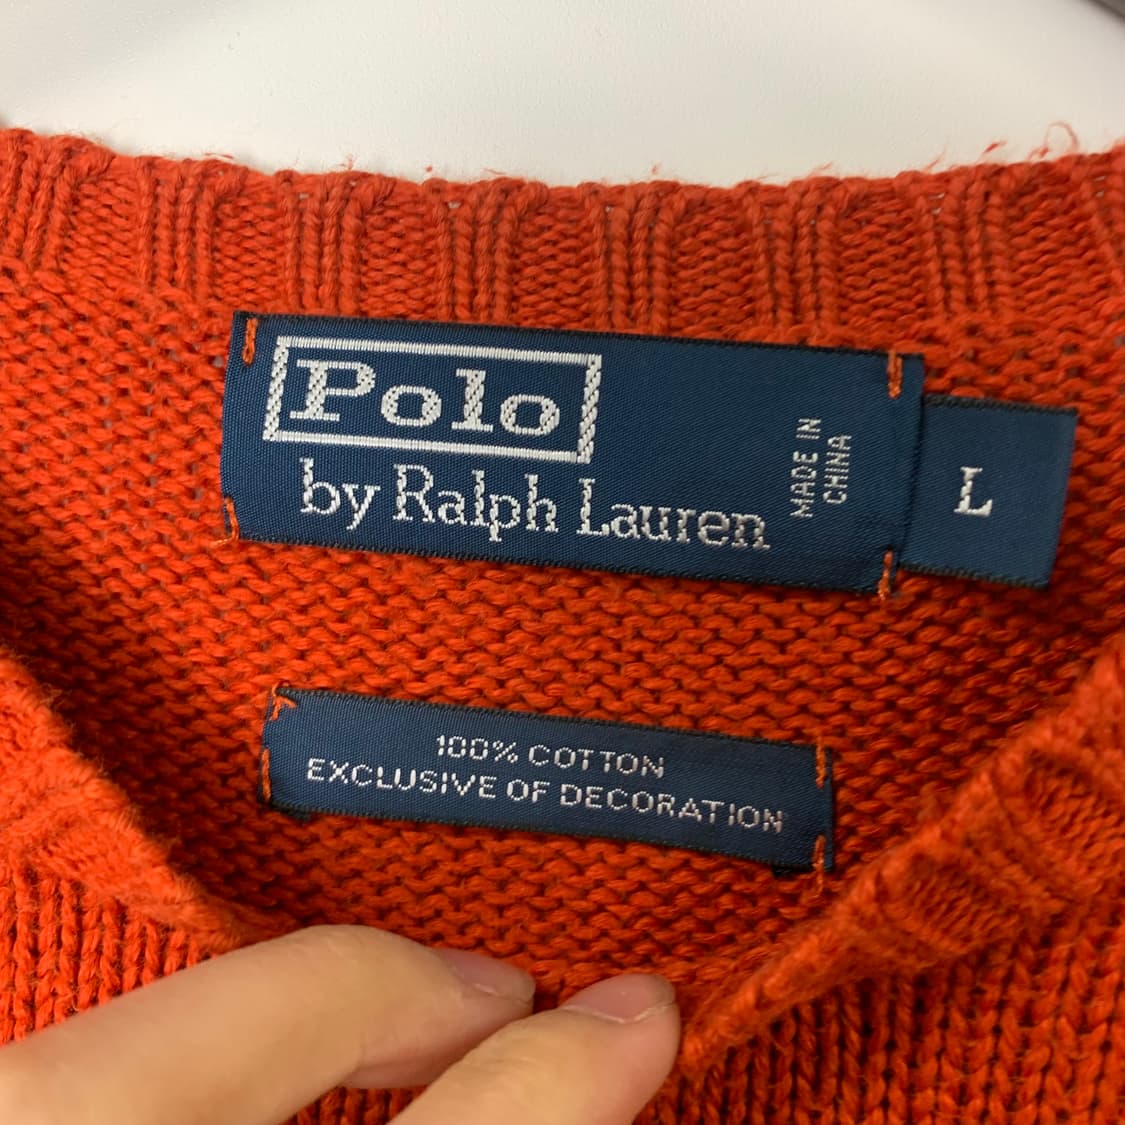 Polo
by Ralph Lauren
MADE IN
CHINA
L
100% COTTON
EXCLUSIVE OF DECORATION